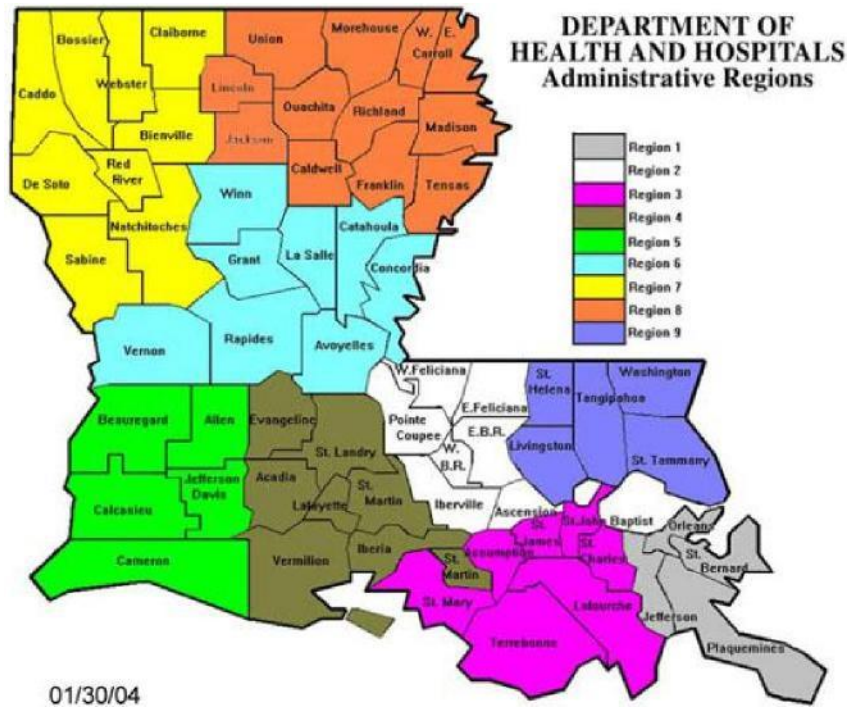 DEPARTMENT OF
HEALTH AND HOSPITALS
Administrative Regions
Region 1
Region 2
Region 3
Region 4
Region 5
Region 6
Region 7
Region 8
Region 9
Bossier
Claiborne
Union
Morehouse
W.
Carroll
E.
Caddo
Webster
Lincoln
Ouachita
Richland
Madison
Bienville
Jackson
De Soto
Red
River
Caldwell
Franklin
Tensas
Winn
Natchitoches
Catahoula
Sabine
Grant
La Salle
Concordia
Vernon
Rapides
Avoyelles
W.Feliciana
St.
Helena
Washington
Tangipahoa
E.Feliciana
Beauregard
Allen
Evangeline
Pointe
Coupee
E.B.R.
Livingston
St. Landry
W.
B.R.
St. Tammany
Acadia
Jefferson
Davis
St.
Martin
Calcasieu
Lafayette
Iberville
Ascension
St.John
Baptist
Orleans
St.
James
Cameron
Vermilion
Iberia
Assumption
St.
Charles
St.
Bernard
St.
Martin
St. Mary
Lafourche
Jefferson
Terrebonne
Plaquemines
01/30/04